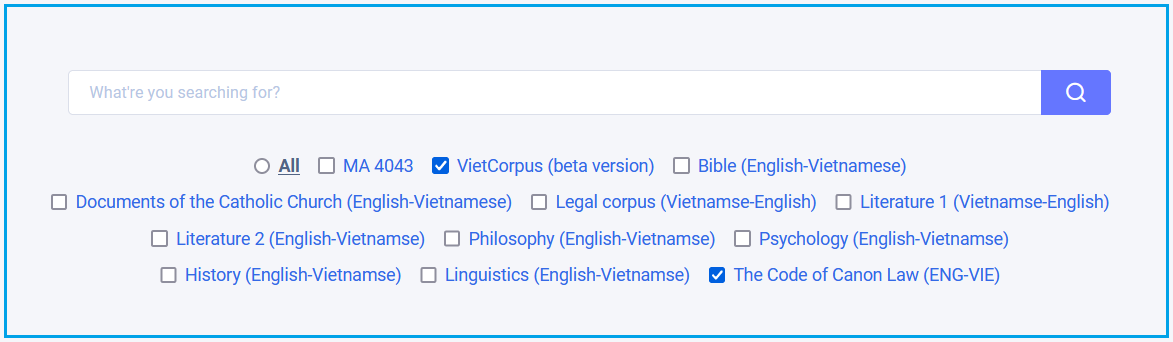 What're you searching for?
All MA 4043 VietCorpus (beta version) Bible (English-Vietnamese)
Documents of the Catholic Church (English-Vietnamese) Legal corpus (Vietnamse-English) Literature 1 (Vietnamse-English)
Literature 2 (English-Vietnamse) Philosophy (English-Vietnamse) Psychology (English-Vietnamse)
History (English-Vietnamse) Linguistics (English-Vietnamse) The Code of Canon Law (ENG-VIE)